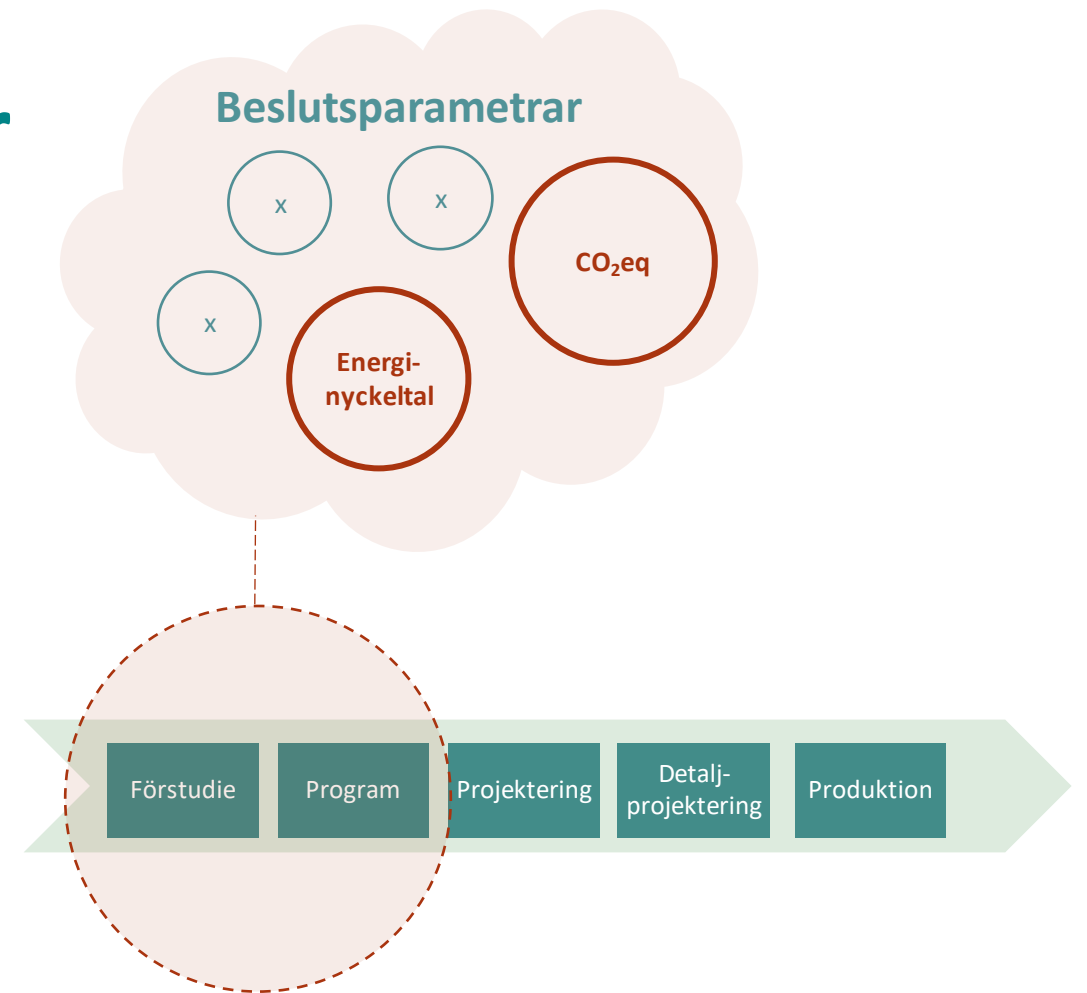 Beslutsparametrar
x
x
CO₂eq
x
Energi-
nyckeltal
Förstudie
Program
Projektering
Detalj-
projektering
Produktion